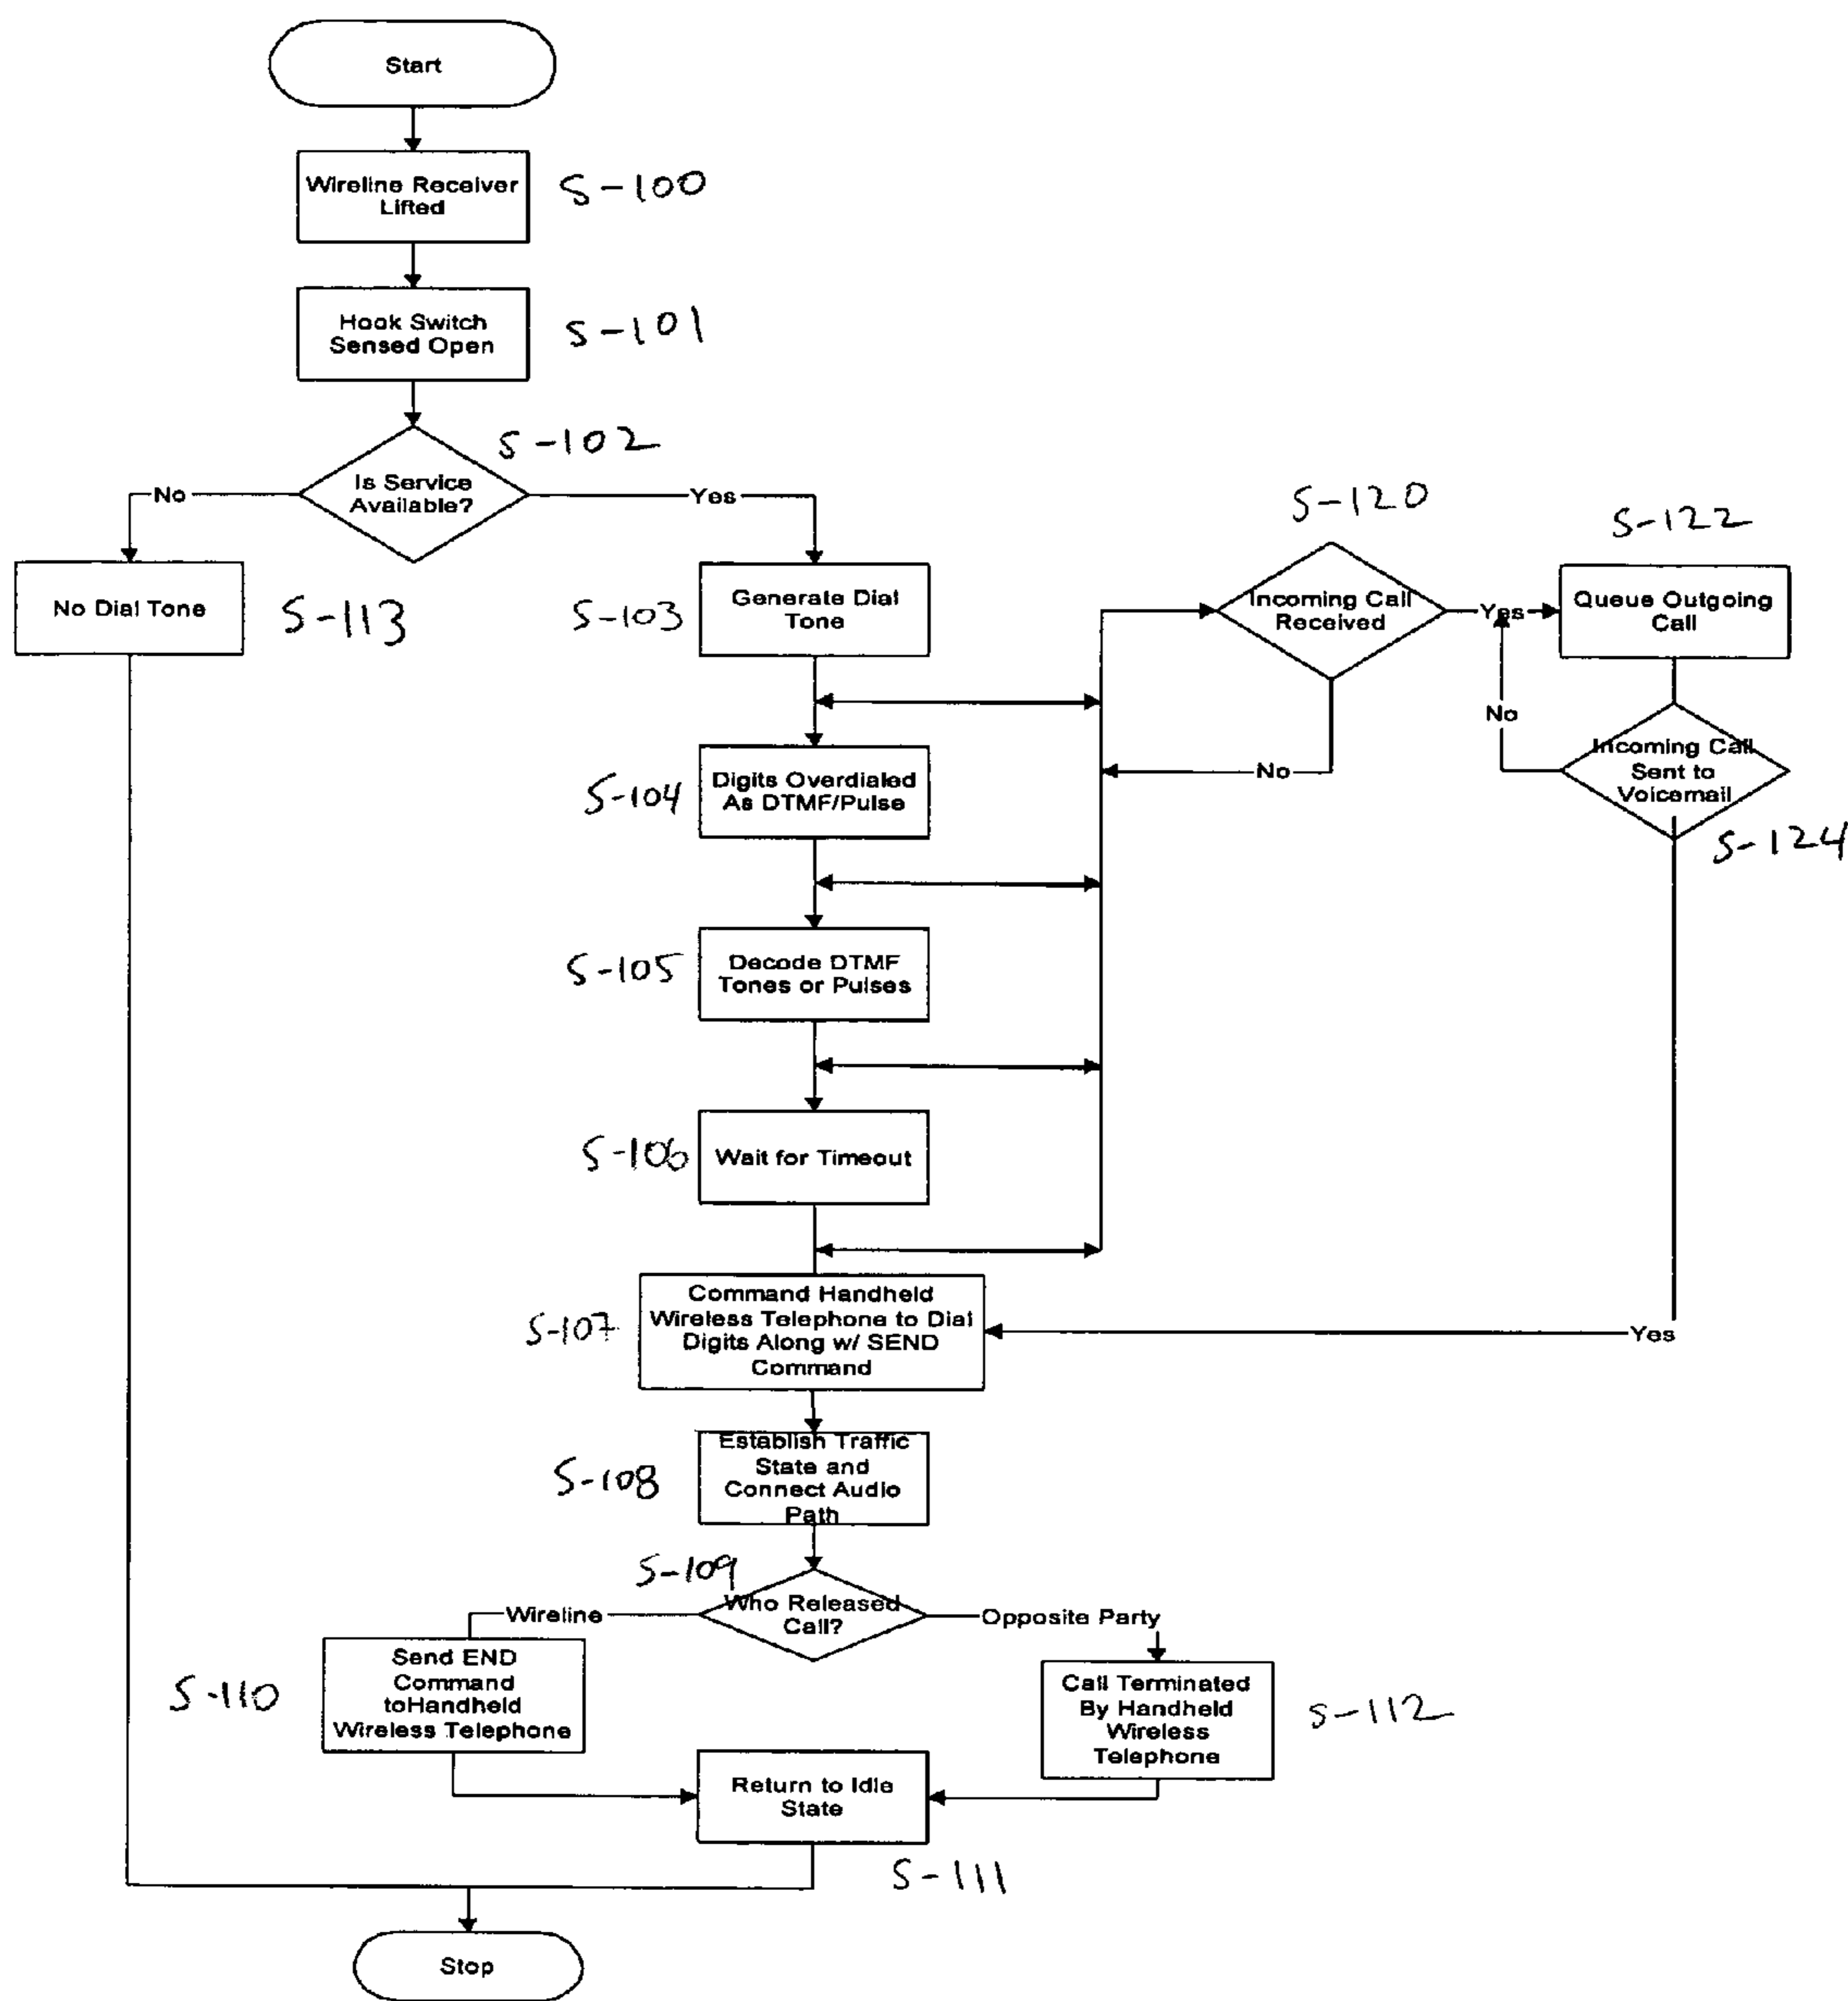 Start
Wireline Receiver
Lifted
S-100
Hook Switch
Sensed Open
S-101
S-102
Is Service
Available?
No
Yes
S-120
S-122
No Dial Tone
S-113
S-103
Generate Dial
Tone
Incoming Call
Received
Yes
Queue Outgoing
Call
No
S-104
Digits Overdialed
As DTMF/Pulse
No
Incoming Call
Sent to
Voicemail
S-124
S-105
Decode DTMF
Tones or Pulses
S-106
Wait for Timeout
S-107
Command Handheld
Wireless Telephone to Dial
Digits Along w/ SEND
Command
Yes
S-108
Establish Traffic
State and
Connect Audio
Path
S-109
Who Released
Call?
Wireline
Opposite Party
S-110
Send END
Command
toHandheld
Wireless Telephone
Call Terminated
By Handheld
Wireless
Telephone
S-112
Return to Idle
State
S-111
Stop